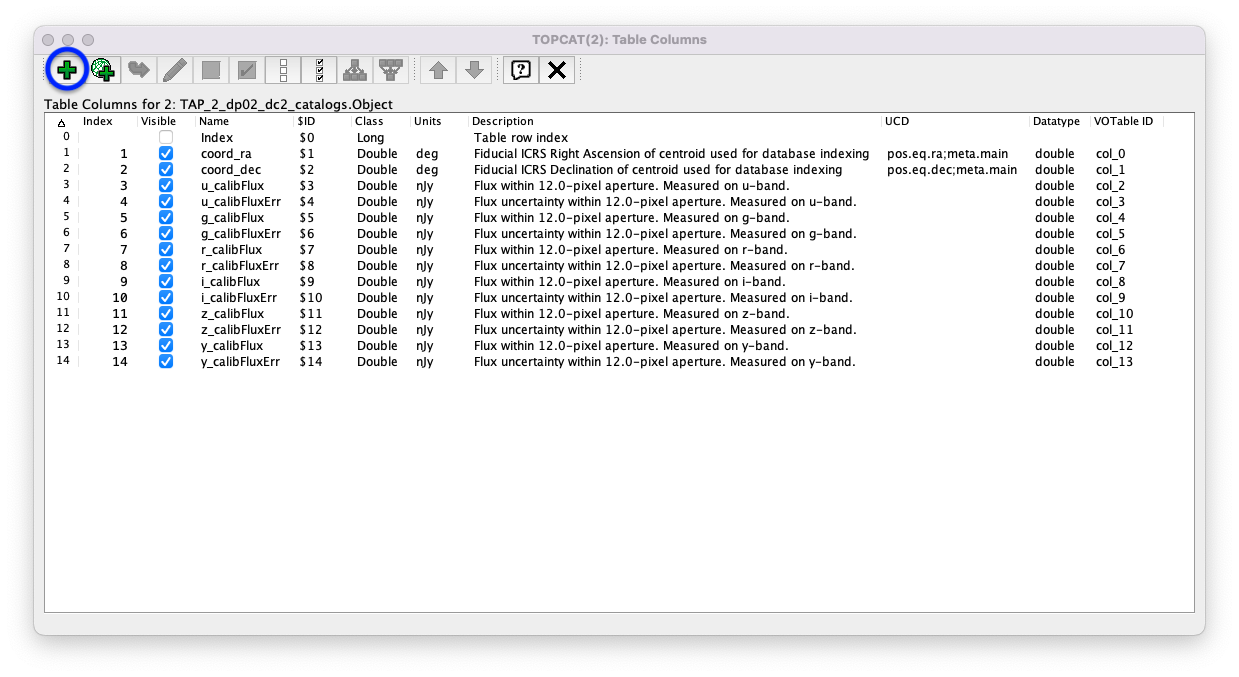 TOPCAT(2): Table Columns
Table Columns for 2: TAP_2_dp02_dc2_catalogs.Object
△ Index Visible Name $ID Class Units Description UCD Datatype VOTable ID
0 Index $0 Long Table row index
1 1 coord_ra $1 Double deg Fiducial ICRS Right Ascension of centroid used for database indexing pos.eq.ra;meta.main double col_0
2 2 coord_dec $2 Double deg Fiducial ICRS Declination of centroid used for database indexing pos.eq.dec;meta.main double col_1
3 3 u_calibFlux $3 Double nJy Flux within 12.0-pixel aperture. Measured on u-band. double col_2
4 4 u_calibFluxErr $4 Double nJy Flux uncertainty within 12.0-pixel aperture. Measured on u-band. double col_3
5 5 g_calibFlux $5 Double nJy Flux within 12.0-pixel aperture. Measured on g-band. double col_4
6 6 g_calibFluxErr $6 Double nJy Flux uncertainty within 12.0-pixel aperture. Measured on g-band. double col_5
7 7 r_calibFlux $7 Double nJy Flux within 12.0-pixel aperture. Measured on r-band. double col_6
8 8 r_calibFluxErr $8 Double nJy Flux uncertainty within 12.0-pixel aperture. Measured on r-band. double col_7
9 9 i_calibFlux $9 Double nJy Flux within 12.0-pixel aperture. Measured on i-band. double col_8
10 10 i_calibFluxErr $10 Double nJy Flux uncertainty within 12.0-pixel aperture. Measured on i-band. double col_9
11 11 z_calibFlux $11 Double nJy Flux within 12.0-pixel aperture. Measured on z-band. double col_10
12 12 z_calibFluxErr $12 Double nJy Flux uncertainty within 12.0-pixel aperture. Measured on z-band. double col_11
13 13 y_calibFlux $13 Double nJy Flux within 12.0-pixel aperture. Measured on y-band. double col_12
14 14 y_calibFluxErr $14 Double nJy Flux uncertainty within 12.0-pixel aperture. Measured on y-band. double col_13